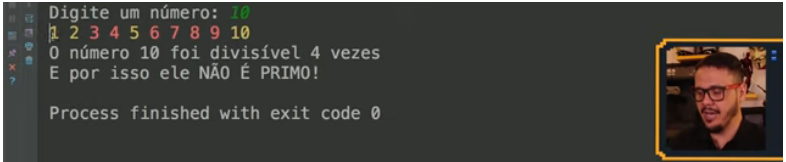 Digite um número: 10
1 2 3 4 5 6 7 8 9 10
O número 10 foi divisível 4 vezes
E por isso ele NÃO É PRIMO!
Process finished with exit code 0